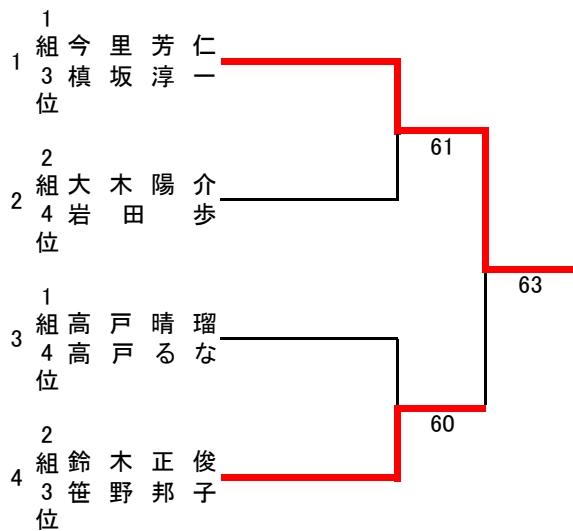 1
1組3位
今里芳仁
槙坂淳一
2
2組4位
大木陽介
岩田歩
3
1組4位
高戸晴瑠
高戸るな
4
2組3位
鈴木正俊
笹野邦子
61
60
63